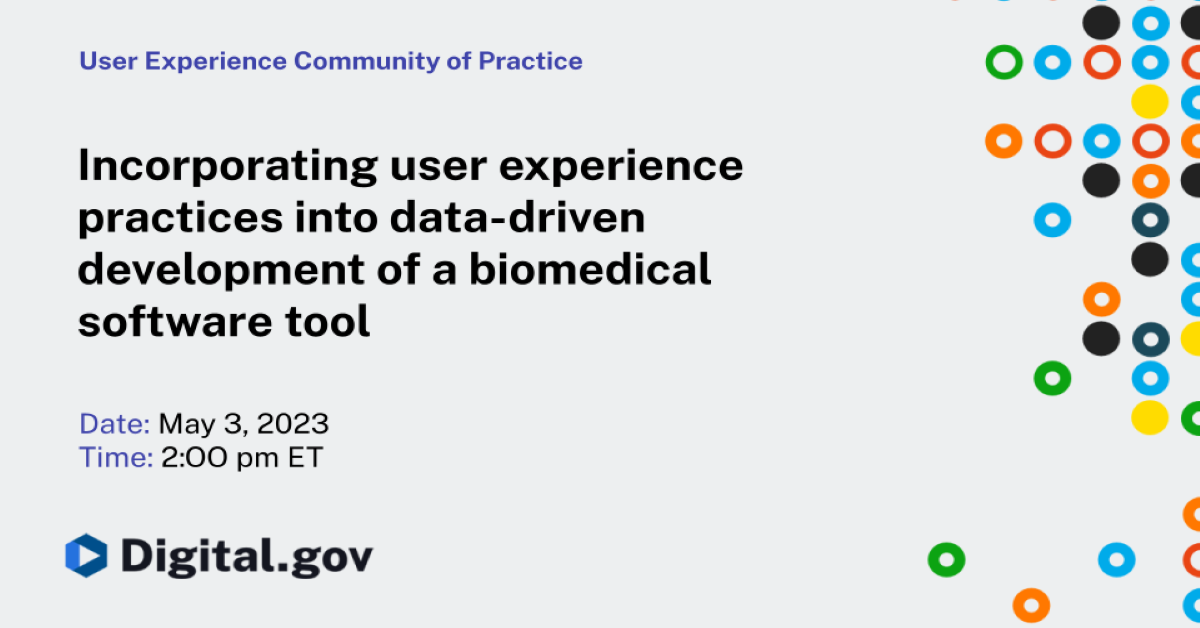 User Experience Community of Practice
Incorporating user experience
practices into data-driven
development of a biomedical
software tool
Date: May 3, 2023
Time: 2:00 pm ET
Digital.gov